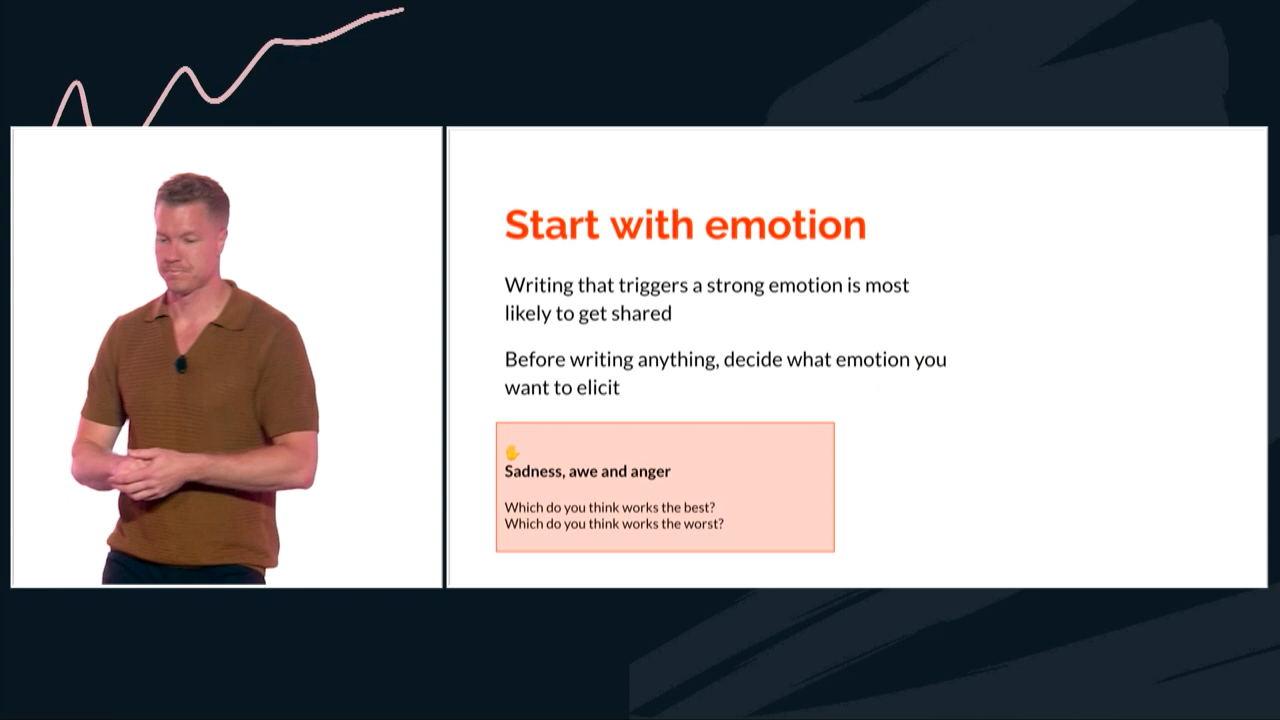 Start with emotion
Writing that triggers a strong emotion is most
likely to get shared
Before writing anything, decide what emotion you
want to elicit
✋
Sadness, awe and anger
Which do you think works the best?
Which do you think works the worst?